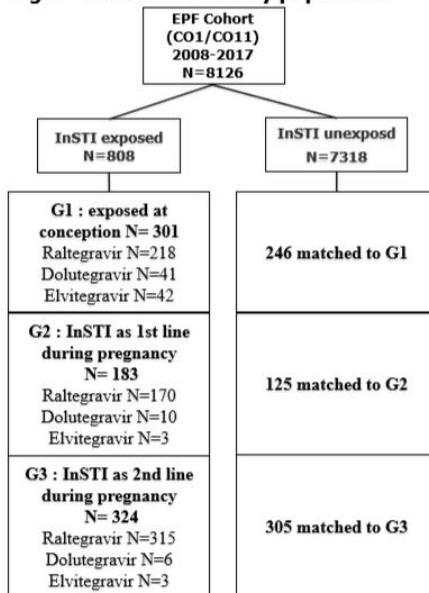 EPF Cohort
(CO1/CO11)
2008-2017
N=8126
InSTI exposed
N=808
InSTI unexposd
N=7318
G1 : exposed at
conception N= 301
Raltegravir N=218
Dolutegravir N=41
Elvitegravir N=42
246 matched to G1
G2 : InSTI as 1st line
during pregnancy
N= 183
Raltegravir N=170
Dolutegravir N=10
Elvitegravir N=3
125 matched to G2
G3 : InSTI as 2nd line
during pregnancy
N= 324
Raltegravir N=315
Dolutegravir N=6
Elvitegravir N=3
305 matched to G3